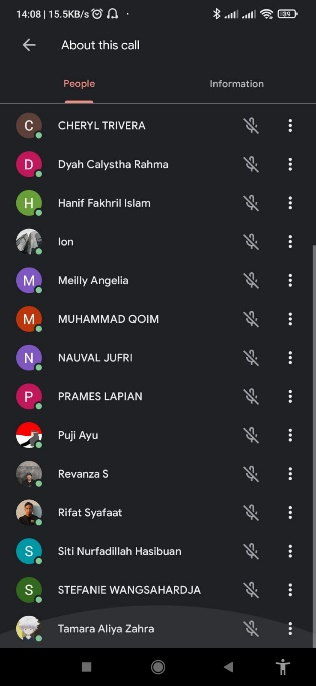 14:08 | 15.5KB/s
39
About this call
People
Information
C CHERYL TRIVERA
D Dyah Calystha Rahma
H Hanif Fakhril Islam
Ion
M Meilly Angelia
M MUHAMMAD QOIM
N NAUVAL JUFRI
P PRAMES LAPIAN
Puji Ayu
Revanza S
Rifat Syafaat
S Siti Nurfadillah Hasibuan
S STEFANIE WANGSAHARDJA
Tamara Aliya Zahra